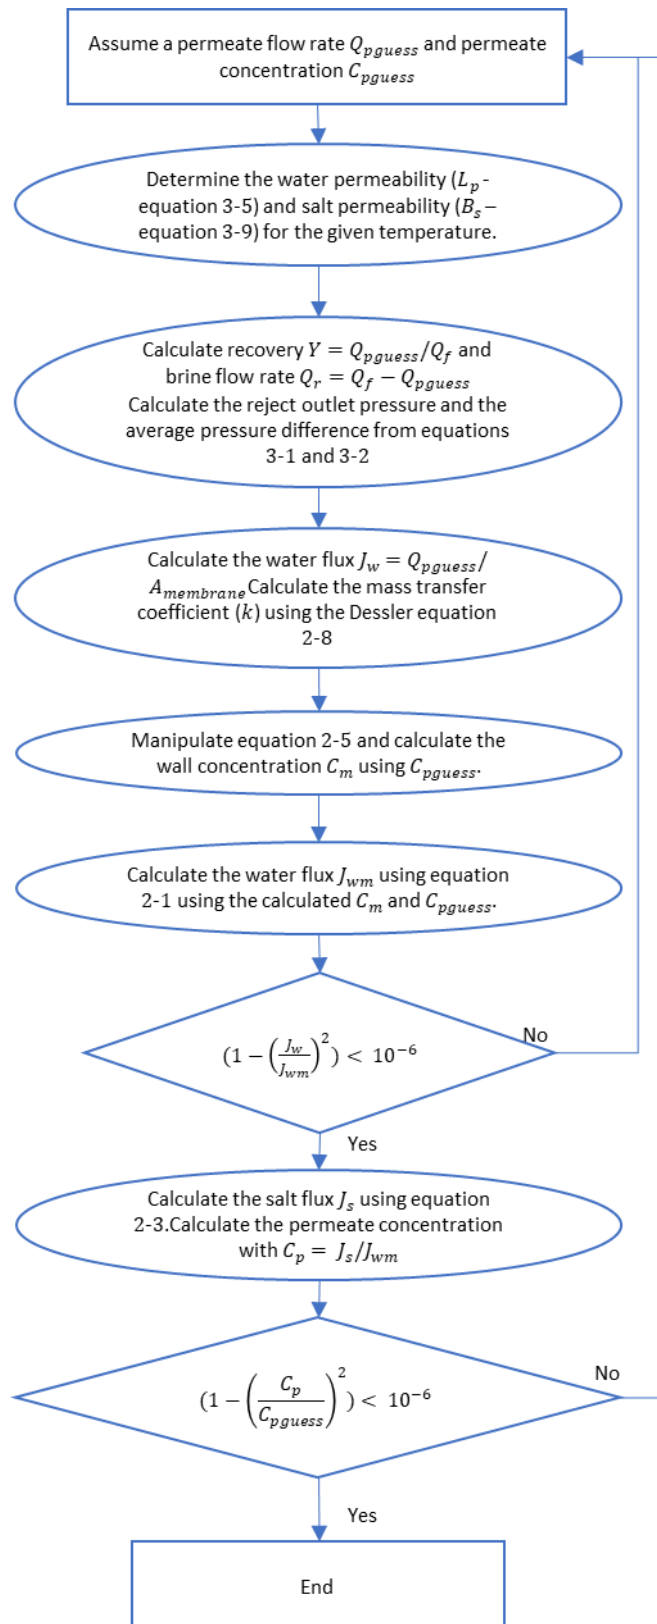 Assume a permeate flow rate Q_pguess and permeate
concentration C_pguess
Determine the water permeability (L_p-
equation 3-5) and salt permeability (B_s –
equation 3-9) for the given temperature.
Calculate recovery Y = Q_pguess/Q_f and
brine flow rate Q_r = Q_f − Q_pguess
Calculate the reject outlet pressure and the
average pressure difference from equations
3-1 and 3-2
Calculate the water flux J_w = Q_pguess/
A_membrane Calculate the mass transfer
coefficient (k) using the Dessler equation
2-8
Manipulate equation 2-5 and calculate the
wall concentration C_m using C_pguess.
Calculate the water flux J_wm using equation
2-1 using the calculated C_m and C_pguess.
(1 − (J_w/J_wm)^2) < 10^−6
No
Yes
Calculate the salt flux J_s using equation
2-3.Calculate the permeate concentration
with C_p = J_s/J_wm
(1 − (C_p/C_pguess)^2) < 10^−6
No
Yes
End